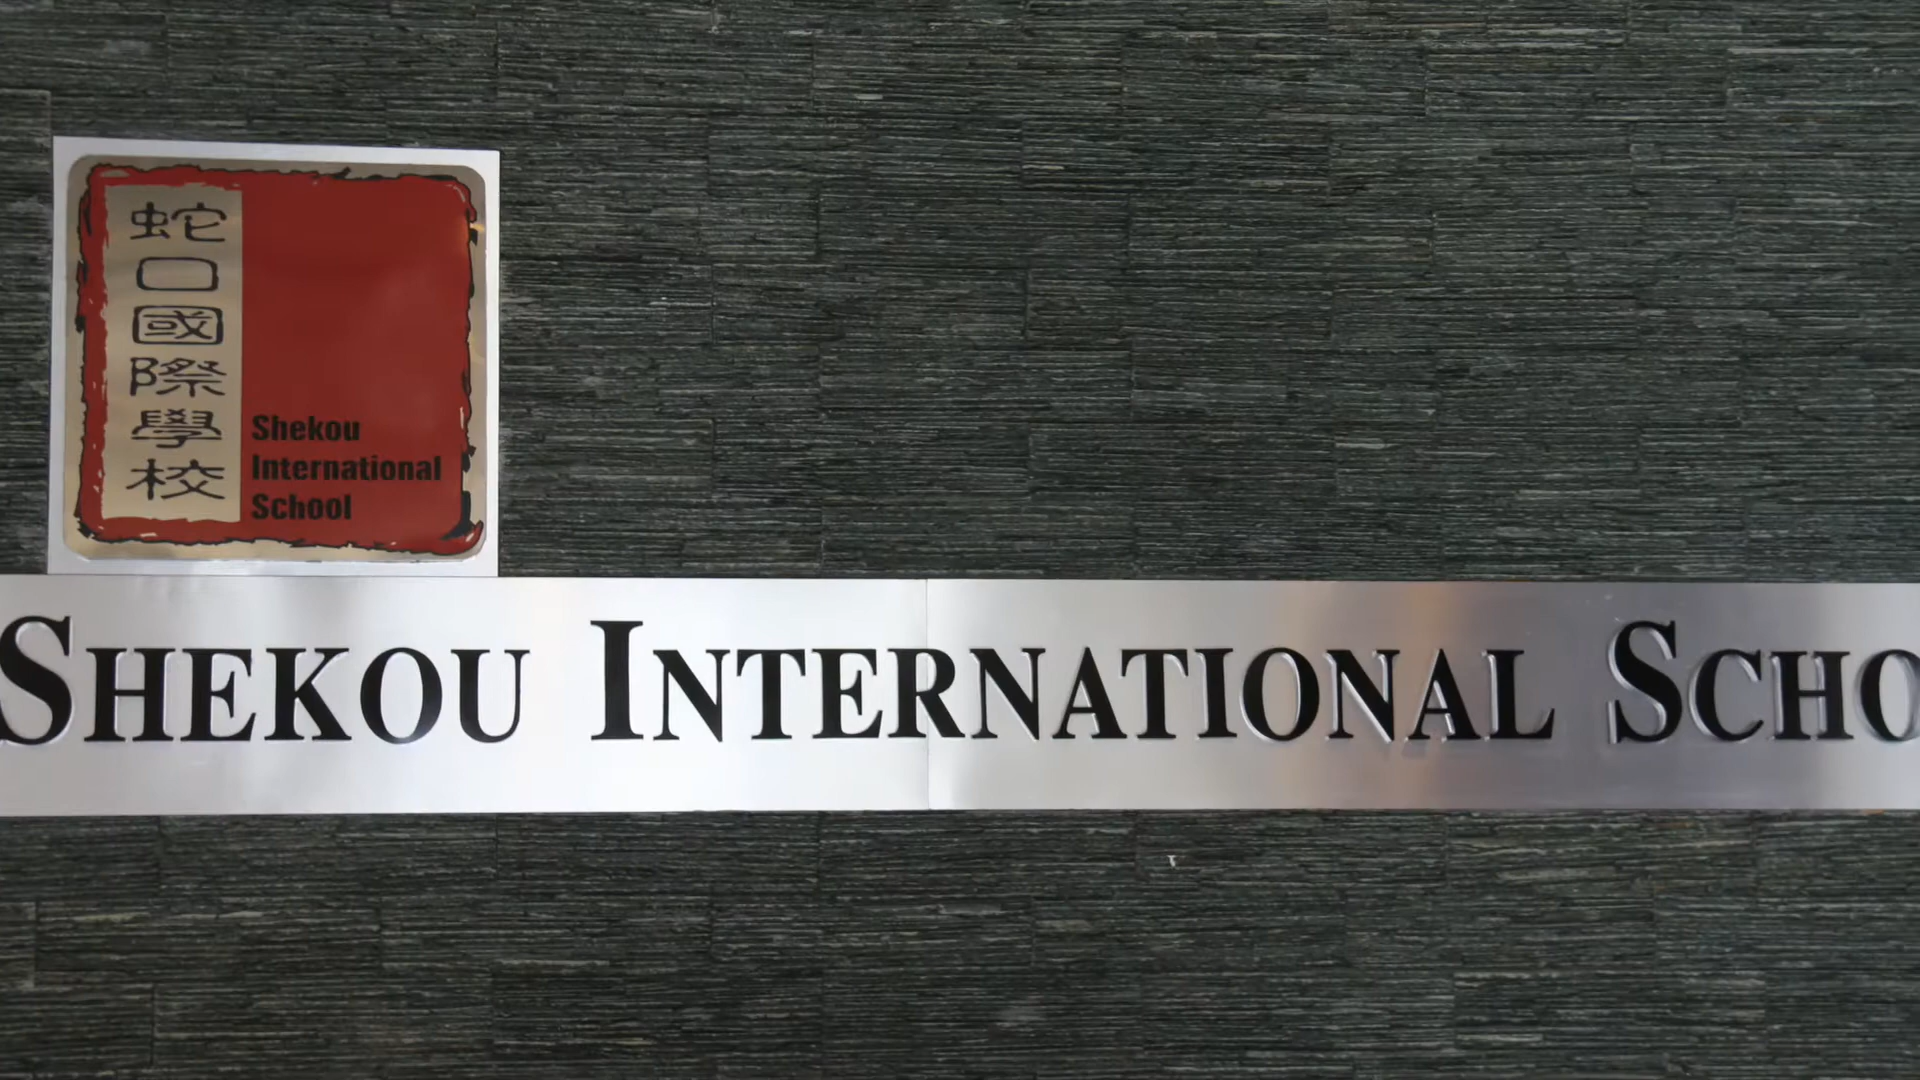 蛇口國際學校
Shekou
International
School
SHEKOU INTERNATIONAL SCHO